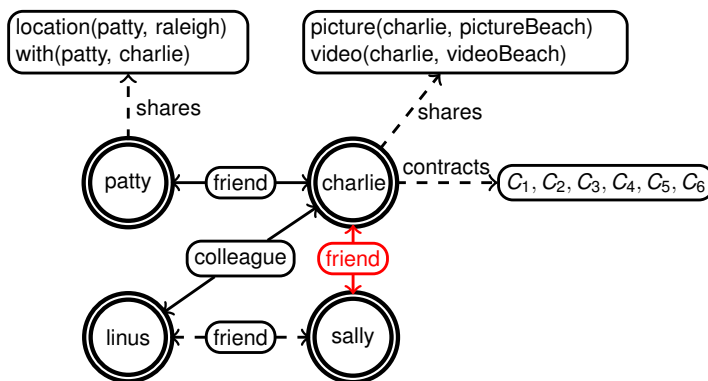 location(patty, raleigh)
with(patty, charlie)
picture(charlie, pictureBeach)
video(charlie, videoBeach)
shares
shares
patty
friend
charlie
contracts
C₁, C₂, C₃, C₄, C₅, C₆
colleague
friend
linus
friend
sally